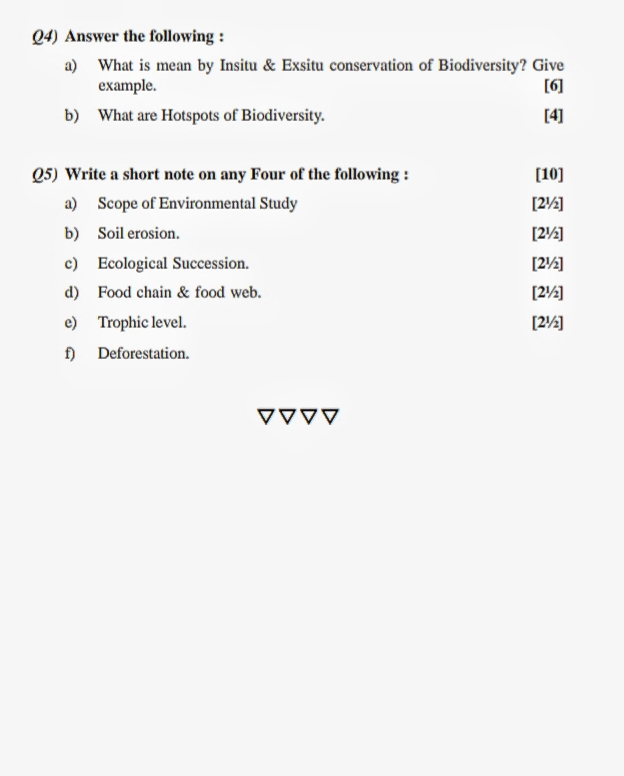 Q4) Answer the following :
a) What is mean by Insitu & Exsitu conservation of Biodiversity? Give
example. [6]
b) What are Hotspots of Biodiversity. [4]
Q5) Write a short note on any Four of the following : [10]
a) Scope of Environmental Study [2½]
b) Soil erosion. [2½]
c) Ecological Succession. [2½]
d) Food chain & food web. [2½]
e) Trophic level. [2½]
f) Deforestation.